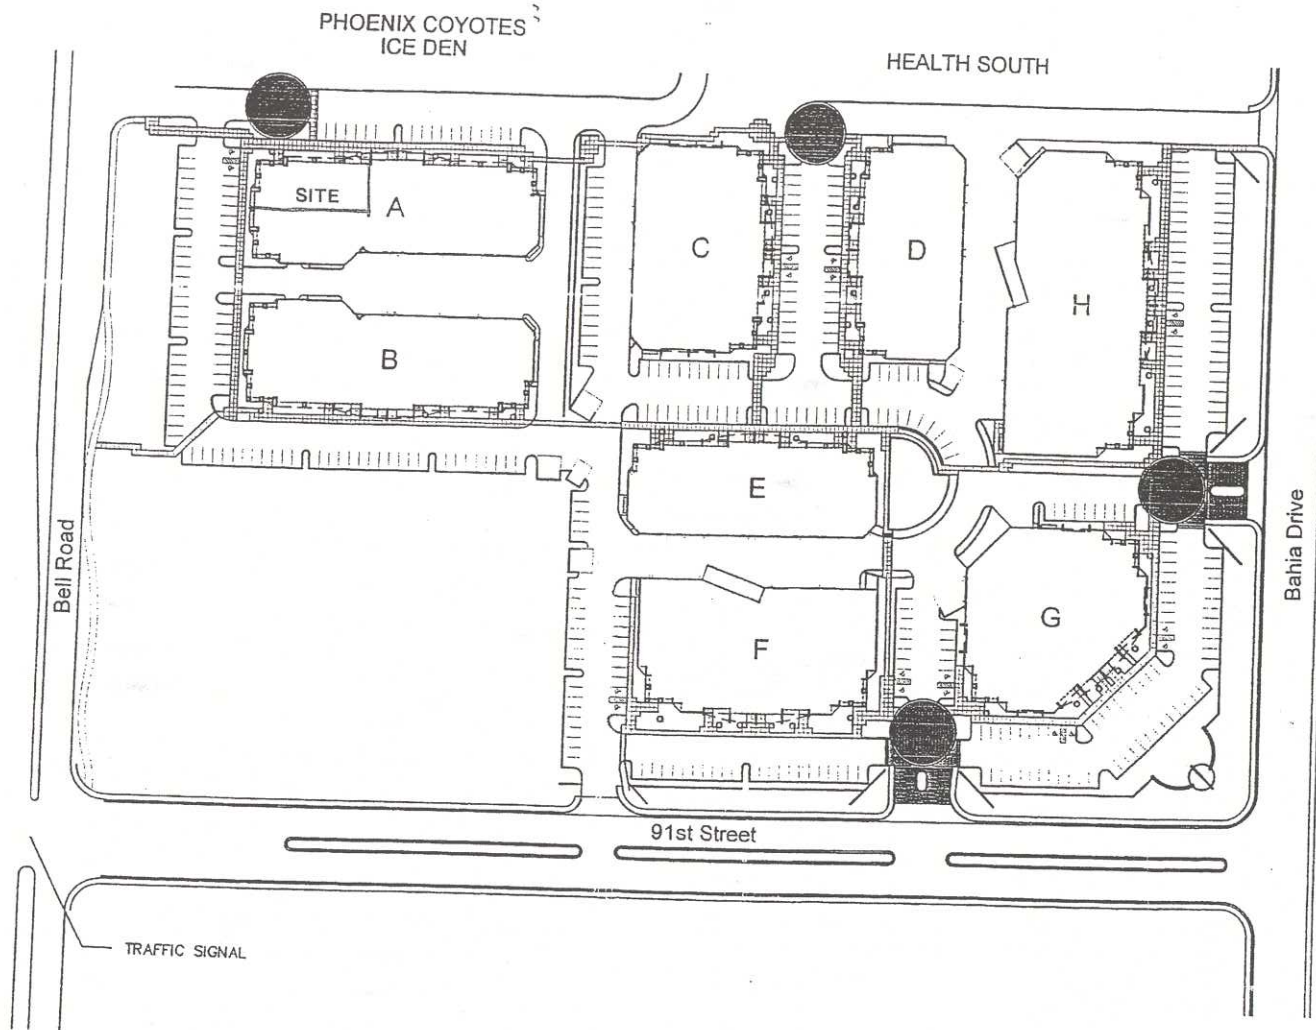 PHOENIX COYOTES
ICE DEN
HEALTH SOUTH
SITE
A
B
C
D
H
E
F
G
Bell Road
Bahia Drive
91st Street
TRAFFIC SIGNAL